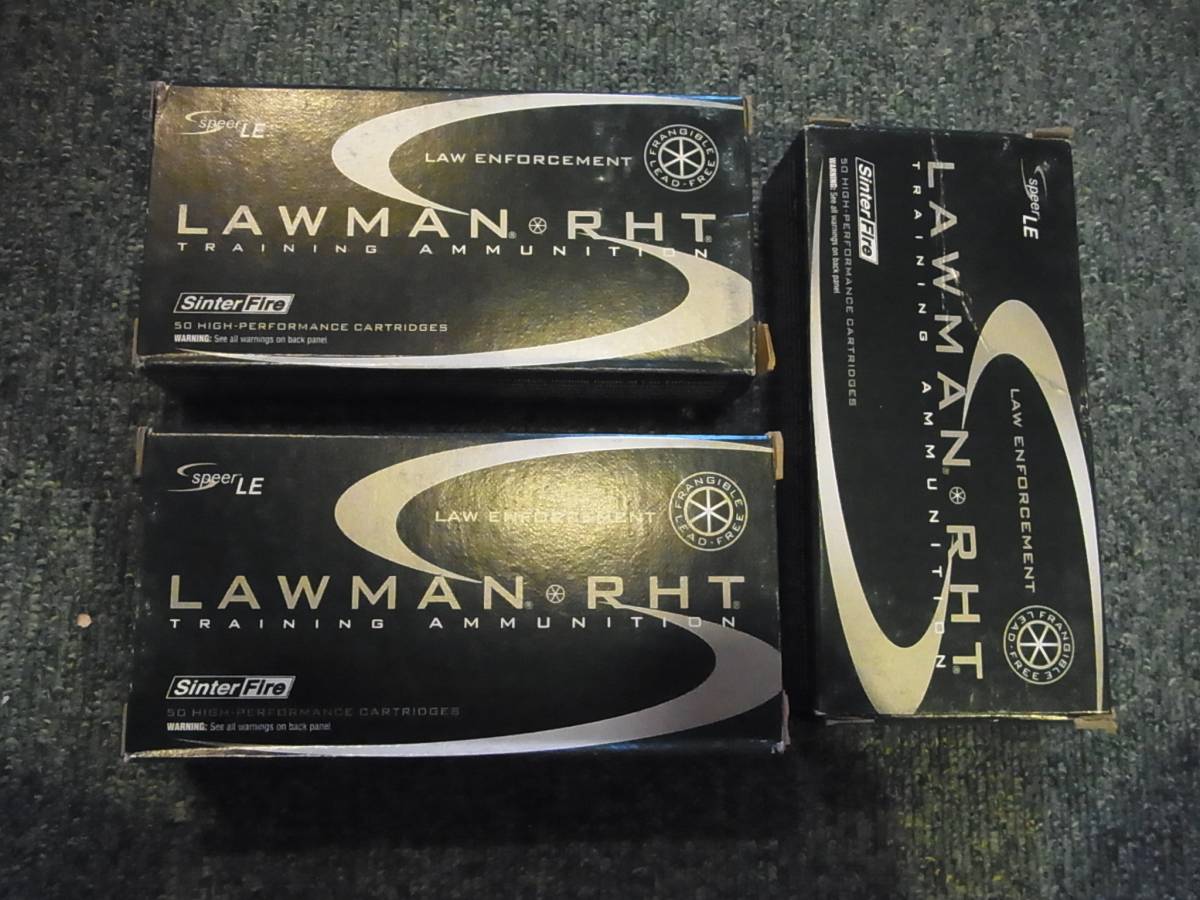 speer LE
LAW ENFORCEMENT
FRANGIBLE
LEAD-FREE
LAWMAN® RHT®
TRAINING AMMUNITION
SinterFire
50 HIGH-PERFORMANCE CARTRIDGES
WARNING: See all warnings on back panel
speer LE
LAW ENFORCEMENT
FRANGIBLE
LEAD-FREE
LAWMAN® RHT®
TRAINING AMMUNITION
SinterFire
50 HIGH-PERFORMANCE CARTRIDGES
WARNING: See all warnings on back panel
speer LE
LAW ENFORCEMENT
FRANGIBLE
LEAD-FREE
LAWMAN® RHT®
TRAINING AMMUNITION
SinterFire
50 HIGH-PERFORMANCE CARTRIDGES
WARNING: See all warnings on back panel